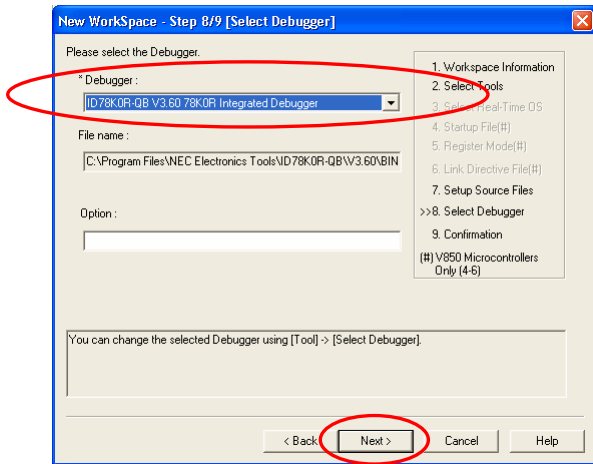 New WorkSpace - Step 8/9 [Select Debugger]
Please select the Debugger.
* Debugger :
ID78K0R-QB V3.60 78K0R Integrated Debugger
File name :
C:\Program Files\NEC Electronics Tools\ID78K0R-QB\V3.60\BIN
Option :
1. Workspace Information
2. Select Tools
3. Select Real-Time OS
4. Startup File(#)
5. Register Mode(#)
6. Link Directive File(#)
7. Setup Source Files
>>8. Select Debugger
9. Confirmation
(#) V850 Microcontrollers
Only (4-6)
You can change the selected Debugger using [Tool] -> [Select Debugger].
< Back
Next >
Cancel
Help